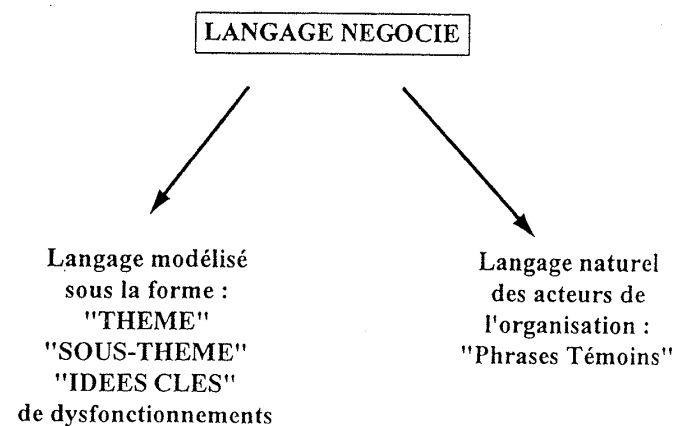 LANGAGE NEGOCIE
Langage modélisé
sous la forme :
"THEME"
"SOUS-THEME"
"IDEES CLES"
de dysfonctionnements
Langage naturel
des acteurs de
l'organisation :
"Phrases Témoins"